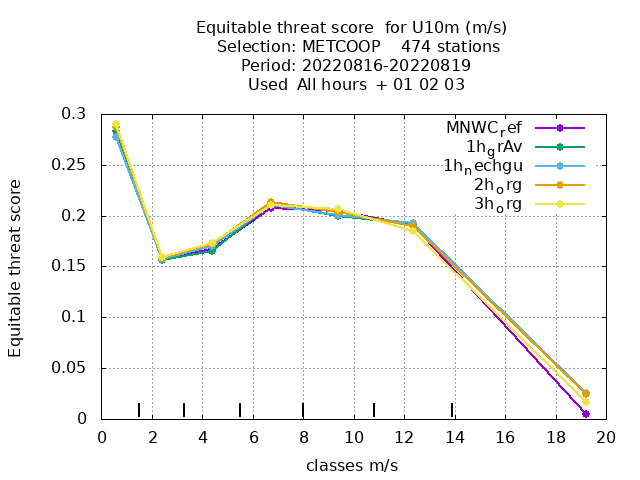 Equitable threat score  for U10m (m/s)
Selection: METCOOP    474 stations
Period: 20220816-20220819
Used  All hours  + 01 02 03
MNWC_ref
1h_grAv
1h_nechgu
2h_org
3h_org
Equitable threat score
0.3
0.25
0.2
0.15
0.1
0.05
0
0 2 4 6 8 10 12 14 16 18 20
classes m/s